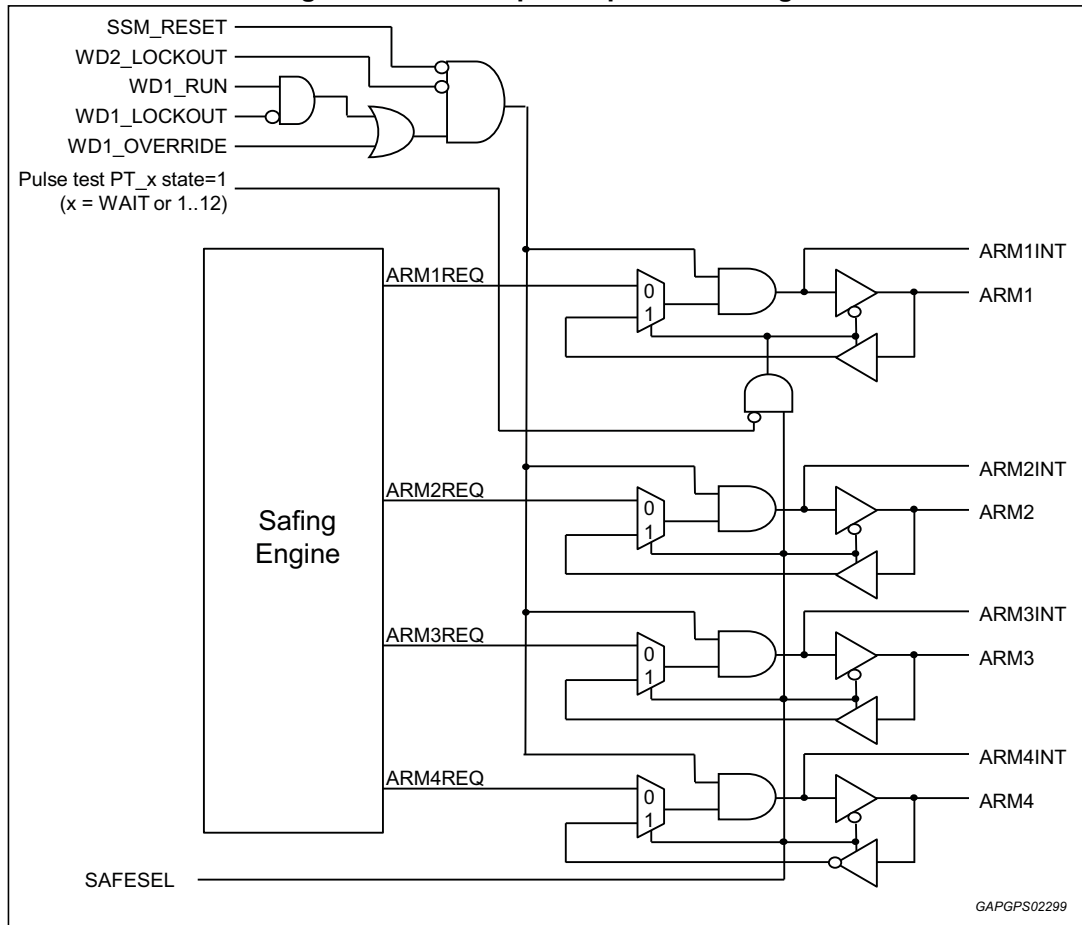 SSM_RESET
WD2_LOCKOUT
WD1_RUN
WD1_LOCKOUT
WD1_OVERRIDE
Pulse test PT_x state=1
(x = WAIT or 1..12)
ARM1REQ
0
1
ARM1INT
ARM1
ARM2REQ
0
1
ARM2INT
ARM2
Safing
Engine
ARM3REQ
0
1
ARM3INT
ARM3
ARM4REQ
0
1
ARM4INT
ARM4
SAFESEL
GAPGPS02299